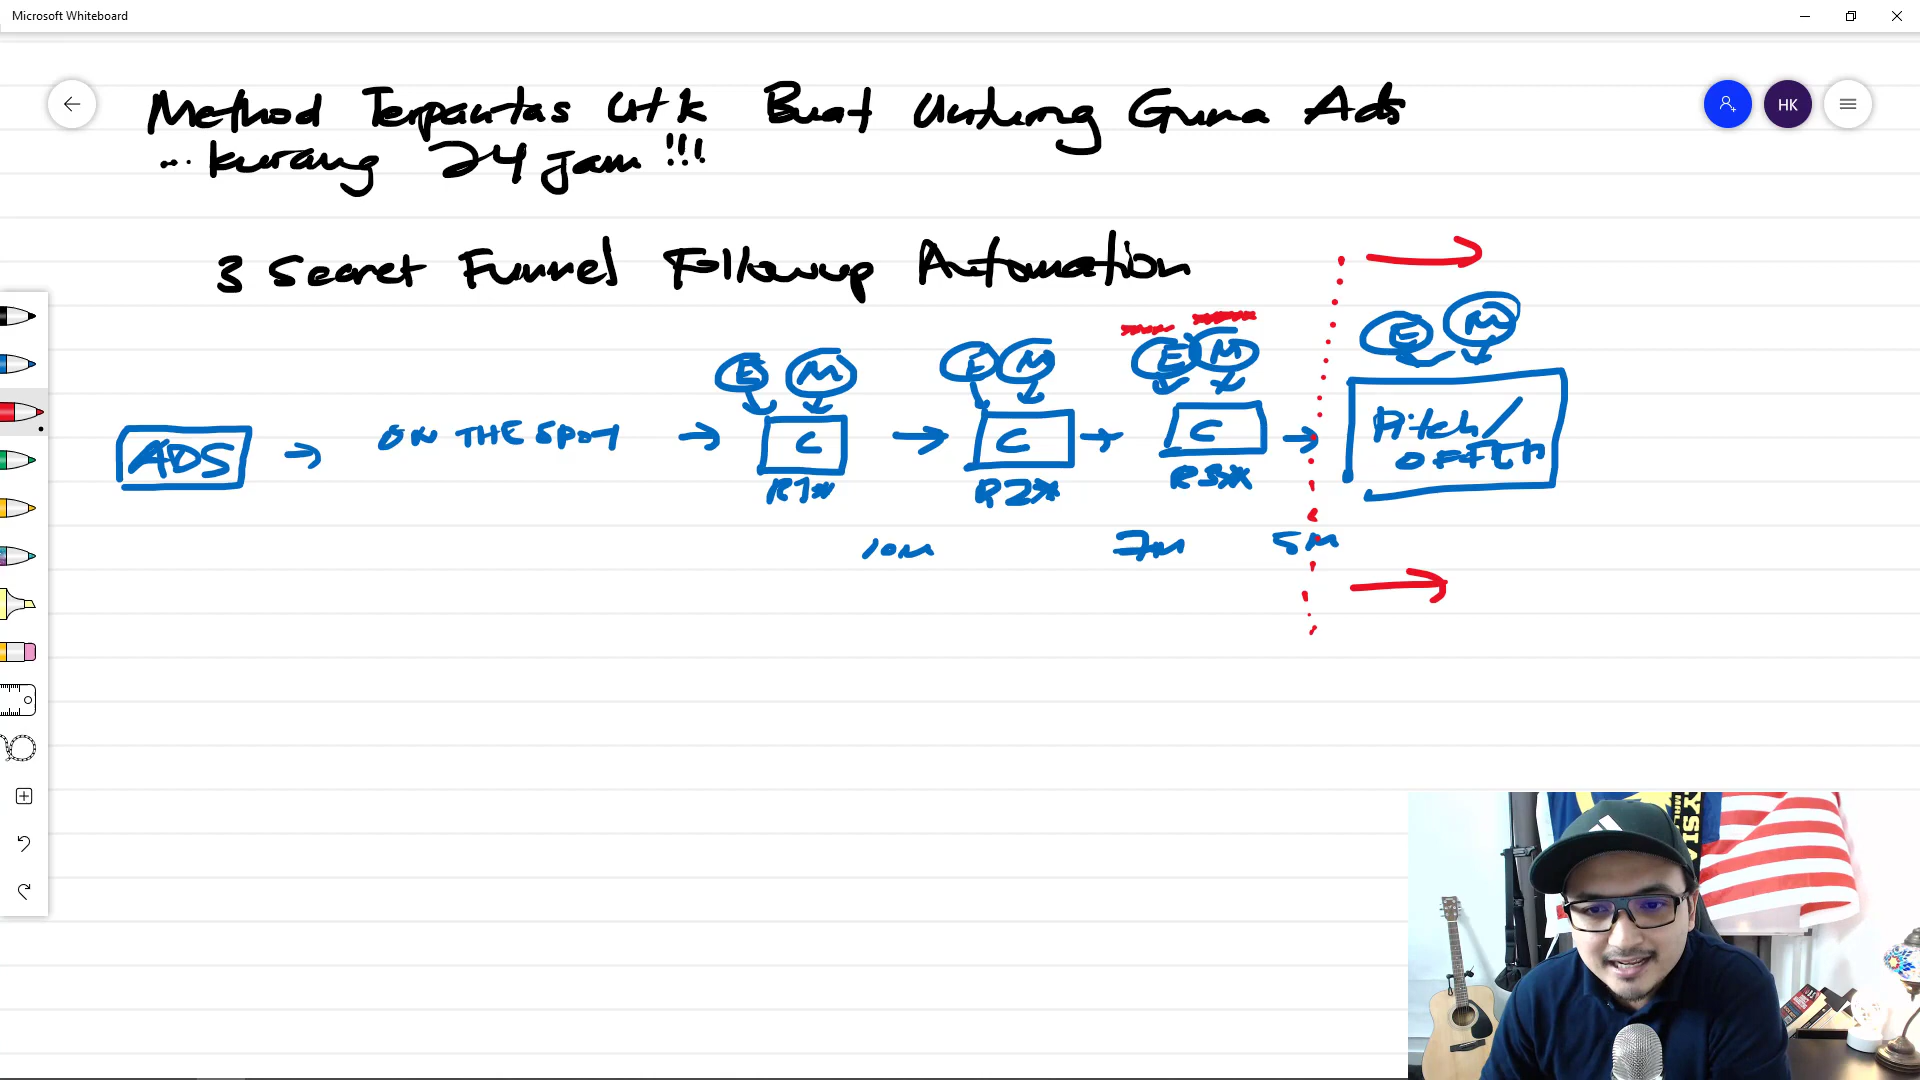 Microsoft Whiteboard
HK
Method Terpantas Utk Buat Untung Guna Ads
... kurang 24 jam !!!
3 Secret Funnel Followup Automation
E M E M E M E M
ADS → ON THE SPOT → C → C → C → Pitch/
OFFER
R1* R2* R3*
10M 7M 5M